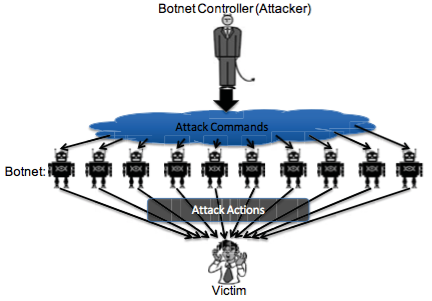 Botnet Controller (Attacker)
Attack Commands
Botnet:
Attack Actions
Victim